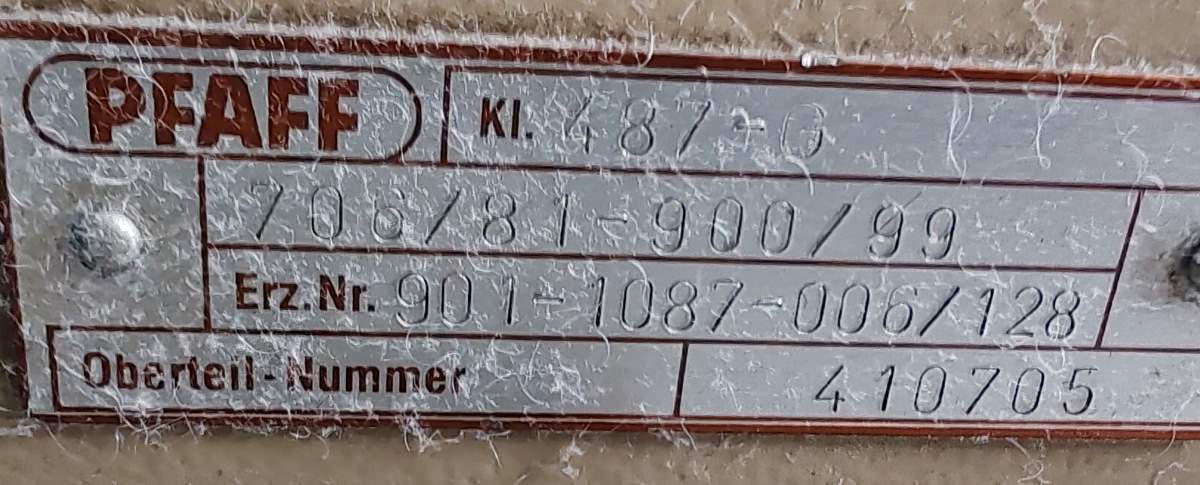 PFAFF Kl. 487-G
706/81-900/99
Erz.Nr. 901-1087-006/128
Oberteil-Nummer 410705